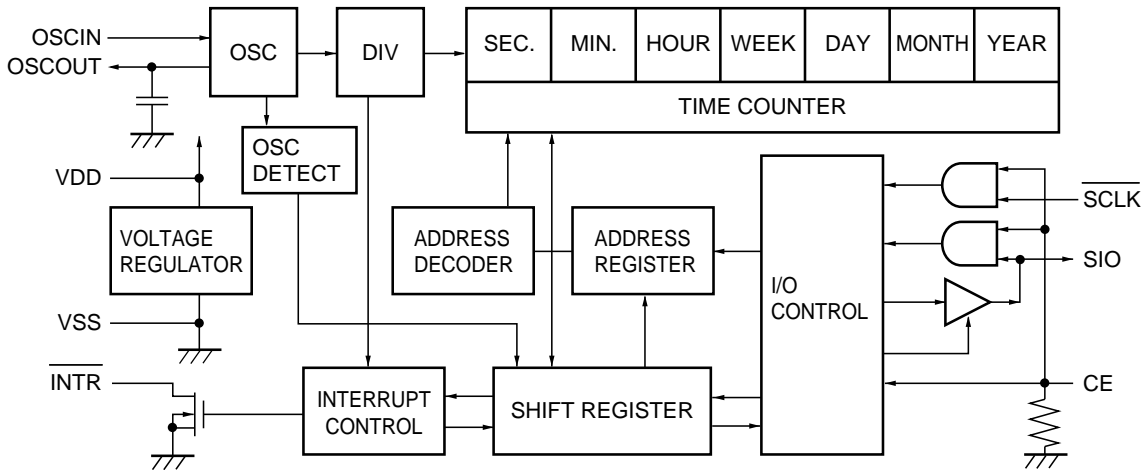 OSCIN
OSCOUT
OSC
DIV
SEC.
MIN.
HOUR
WEEK
DAY
MONTH
YEAR
TIME COUNTER
OSC
DETECT
VDD
VOLTAGE
REGULATOR
VSS
ADDRESS
DECODER
ADDRESS
REGISTER
I/O
CONTROL
SCLK
SIO
CE
INTR
INTERRUPT
CONTROL
SHIFT REGISTER